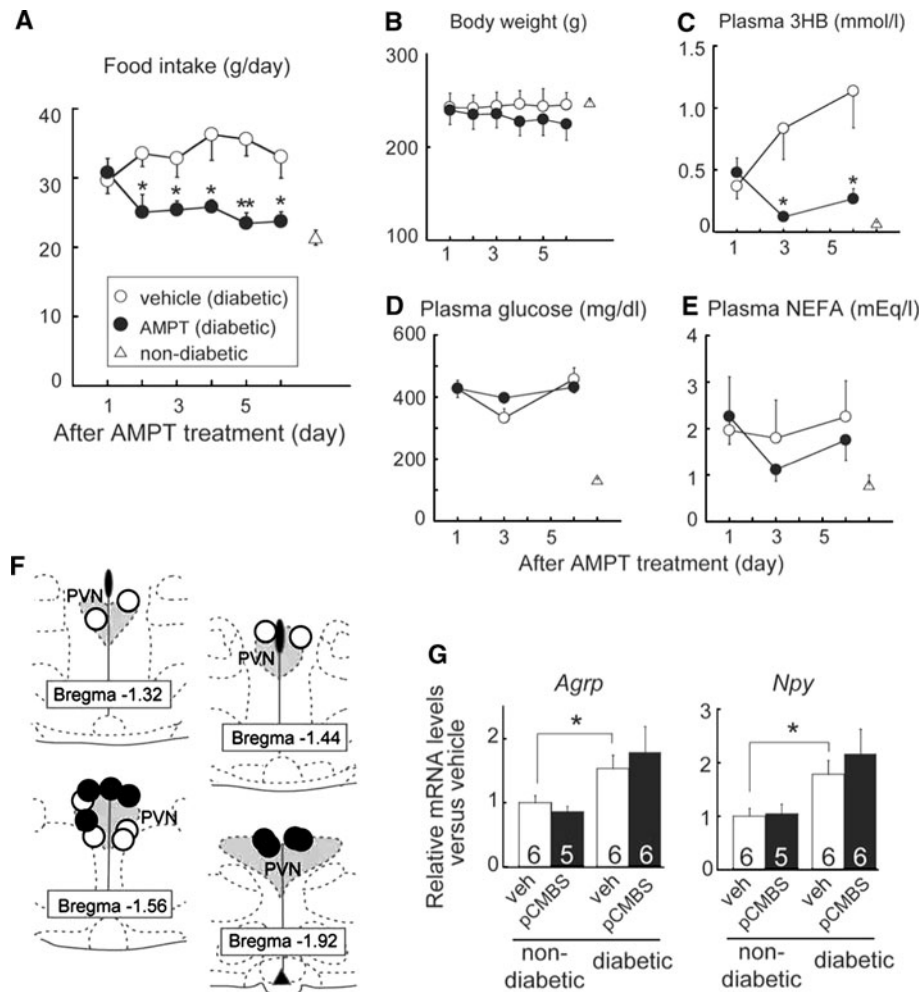 A
Food intake (g/day)
40
30
20
10
0
* * * ** *
vehicle (diabetic)
AMPT (diabetic)
non-diabetic
1 3 5
After AMPT treatment (day)
B
Body weight (g)
300
200
100
1 3 5
C
Plasma 3HB (mmol/l)
1.5
1.0
0.5
0
* *
1 3 5
D
Plasma glucose (mg/dl)
600
400
200
0
1 3 5
E
Plasma NEFA (mEq/l)
4
3
2
1
0
1 3 5
After AMPT treatment (day)
F
PVN
Bregma -1.32
PVN
Bregma -1.44
PVN
Bregma -1.56
PVN
Bregma -1.92
G
Relative mRNA levels
versus vehicle
Agrp
2
1
0
*
6 5 6 6
veh pCMBS veh pCMBS
non-
diabetic
diabetic
Npy
3
2
1
0
*
6 5 6 6
veh pCMBS veh pCMBS
non-
diabetic
diabetic